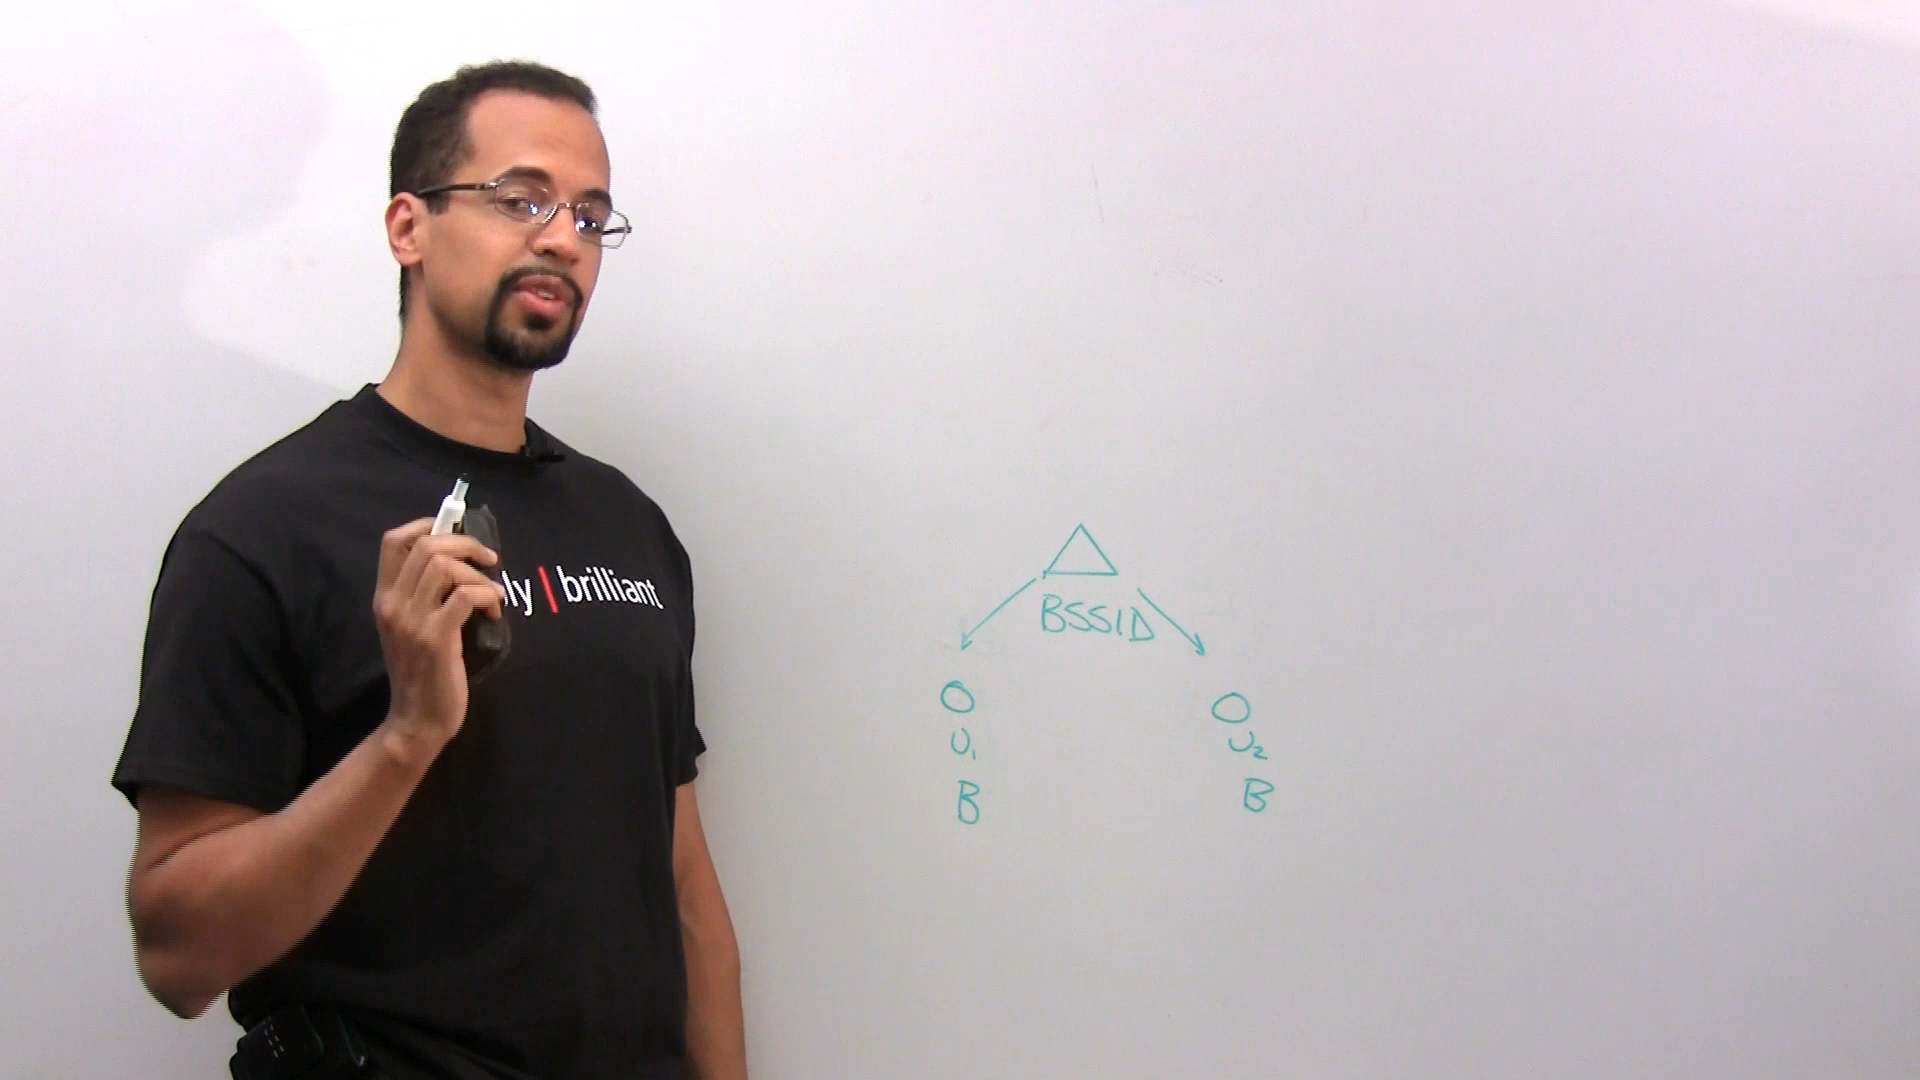 ly | brilliant
BSSID
U1
U2
B
B